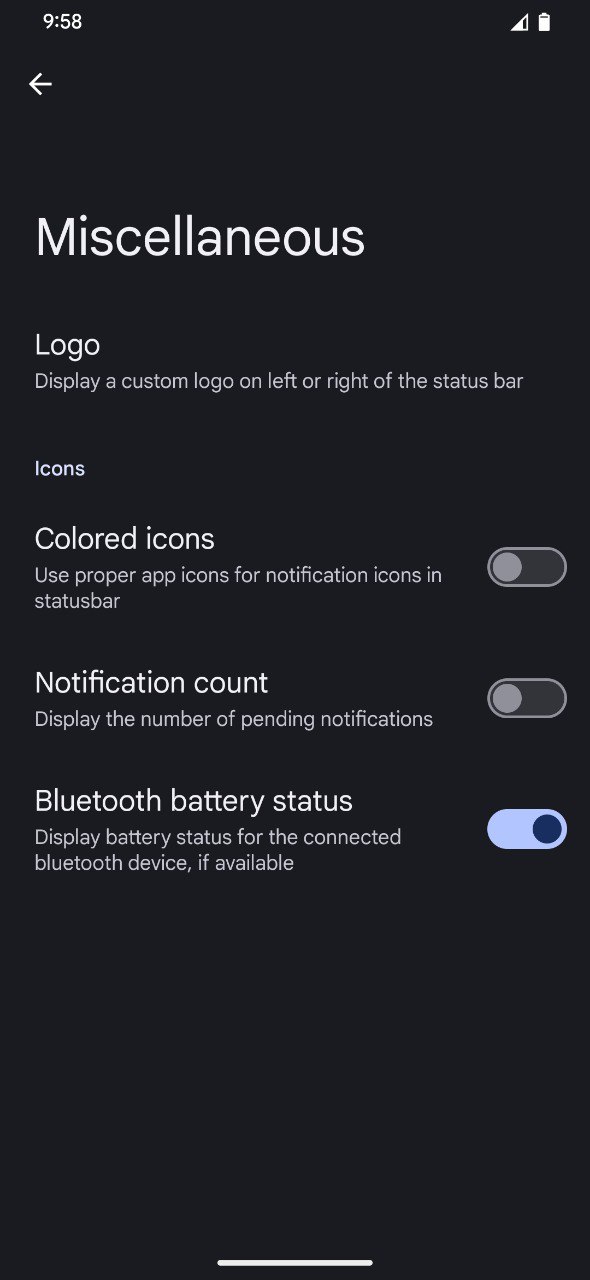 9:58
Miscellaneous
Logo
Display a custom logo on left or right of the status bar
Icons
Colored icons
Use proper app icons for notification icons in
statusbar
Notification count
Display the number of pending notifications
Bluetooth battery status
Display battery status for the connected
bluetooth device, if available